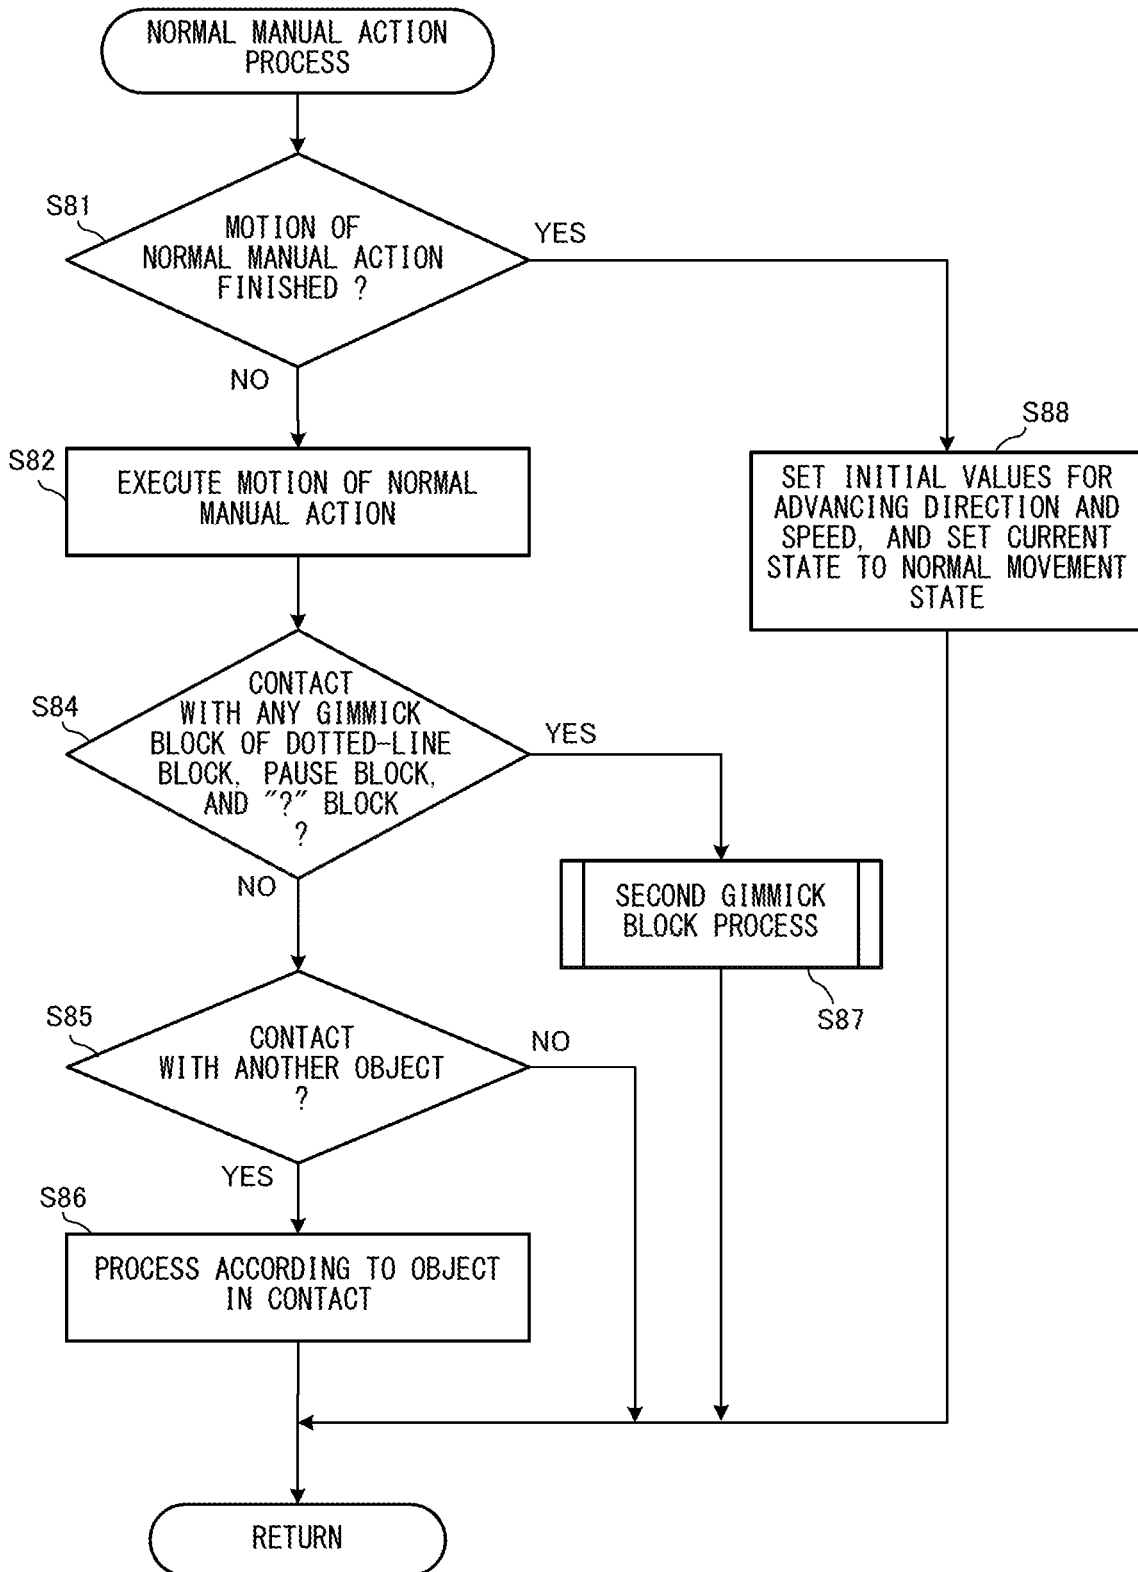 NORMAL MANUAL ACTION
PROCESS
S81
MOTION OF
NORMAL MANUAL ACTION
FINISHED ?
YES
NO
S82
EXECUTE MOTION OF NORMAL
MANUAL ACTION
S88
SET INITIAL VALUES FOR
ADVANCING DIRECTION AND
SPEED, AND SET CURRENT
STATE TO NORMAL MOVEMENT
STATE
S84
CONTACT
WITH ANY GIMMICK
BLOCK OF DOTTED-LINE
BLOCK, PAUSE BLOCK,
AND "?" BLOCK
?
YES
NO
SECOND GIMMICK
BLOCK PROCESS
S87
S85
CONTACT
WITH ANOTHER OBJECT
?
NO
YES
S86
PROCESS ACCORDING TO OBJECT
IN CONTACT
RETURN